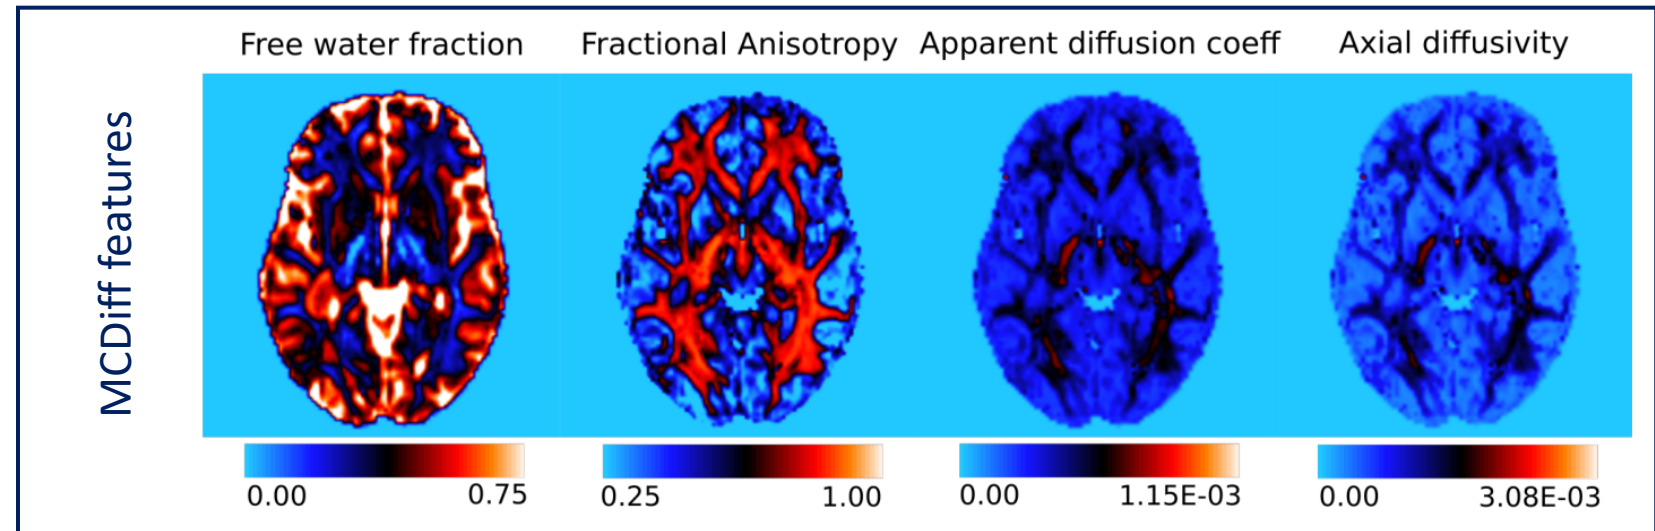 Free water fraction
Fractional Anisotropy
Apparent diffusion coeff
Axial diffusivity
MCDiff features
0.00
0.75
0.25
1.00
0.00
1.15E-03
0.00
3.08E-03